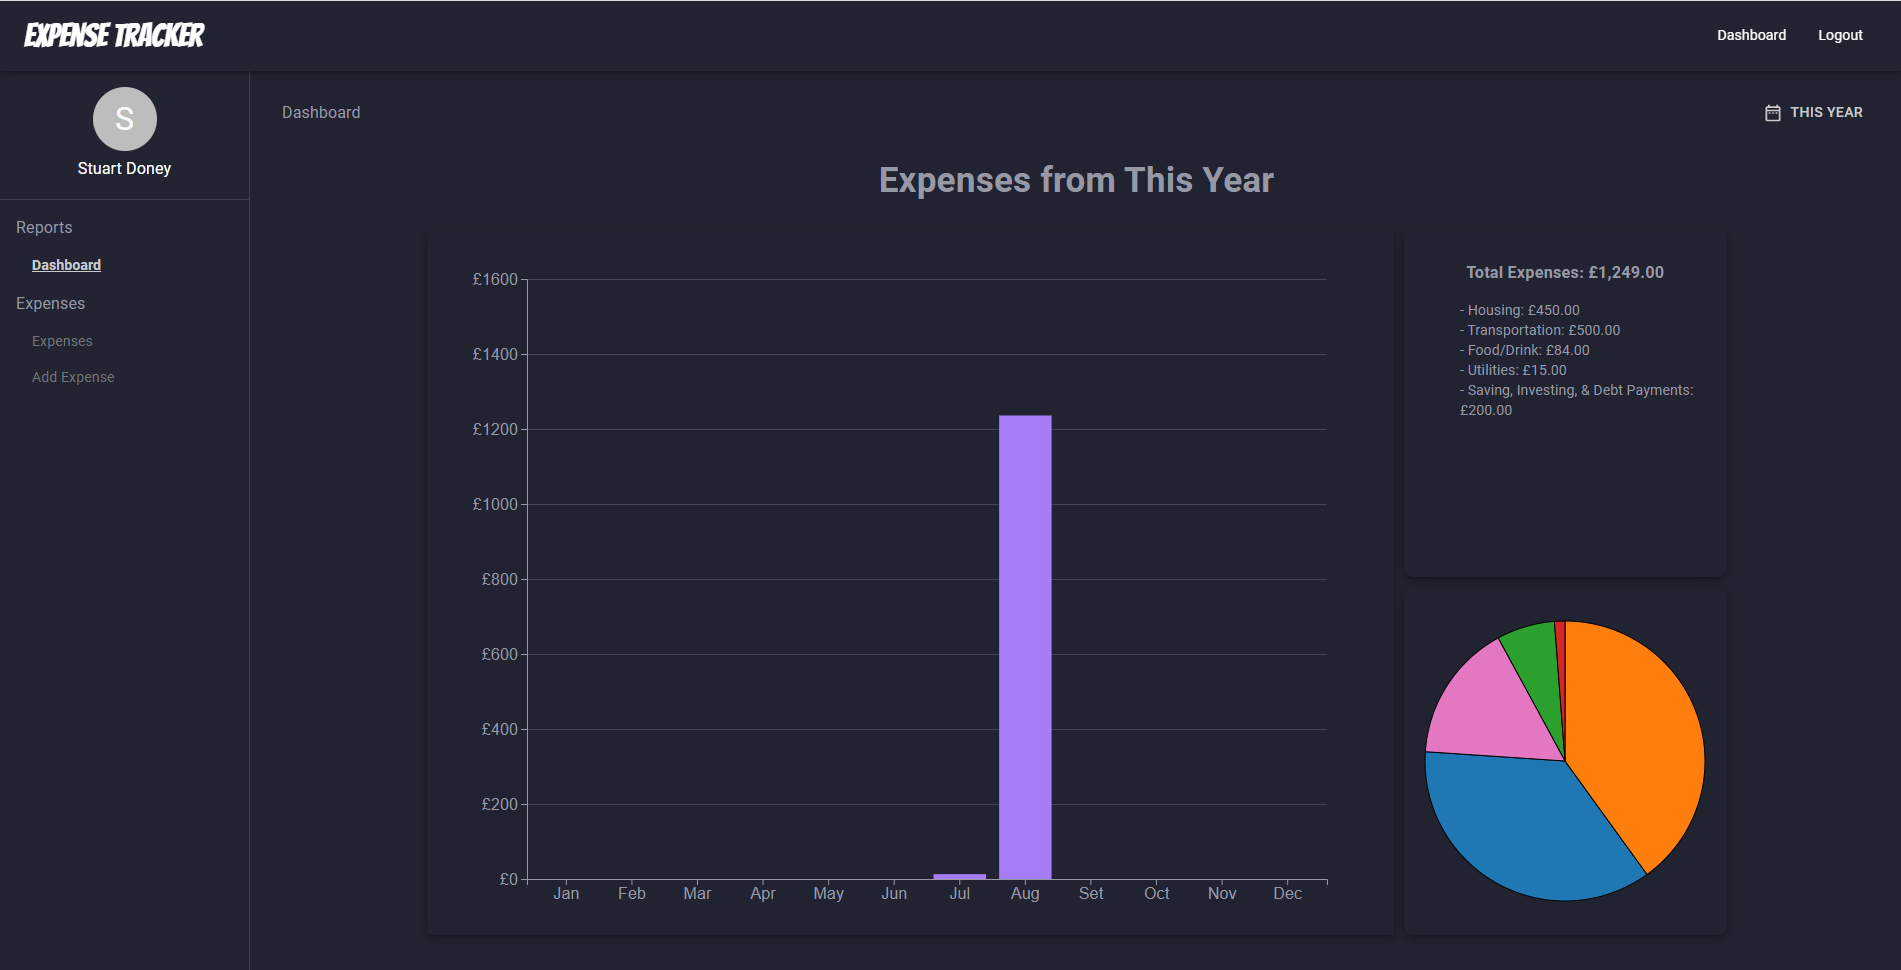 EXPENSE TRACKER
Dashboard
Logout
S
Stuart Doney
Reports
Dashboard
Expenses
Expenses
Add Expense
Dashboard
THIS YEAR
Expenses from This Year
£1600
£1400
£1200
£1000
£800
£600
£400
£200
£0
Jan Feb Mar Apr May Jun Jul Aug Set Oct Nov Dec
Total Expenses: £1,249.00
- Housing: £450.00
- Transportation: £500.00
- Food/Drink: £84.00
- Utilities: £15.00
- Saving, Investing, & Debt Payments:
£200.00